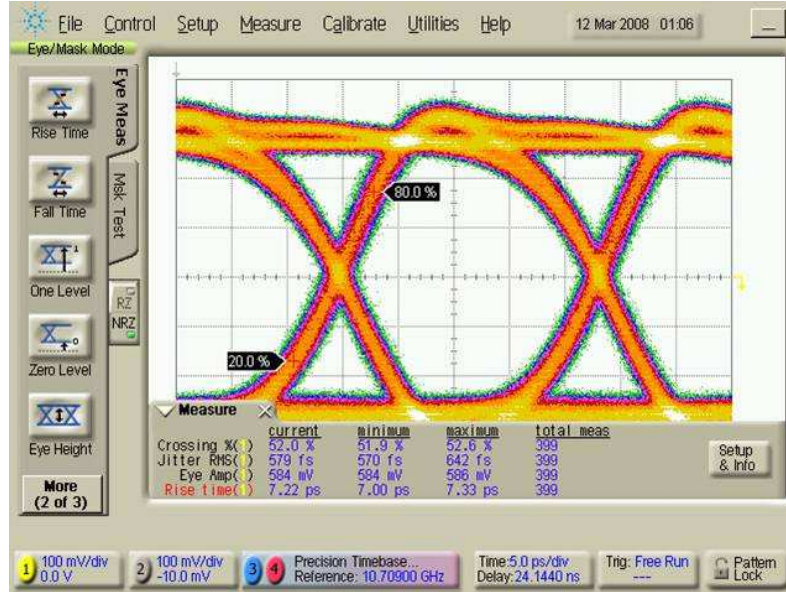 File Control Setup Measure Calibrate Utilities Help 12 Mar 2008 01:06
Eye/Mask Mode
Eye Meas
Msk Test
Rise Time
Fall Time
One Level
RZ
NRZ
Zero Level
Eye Height
More
(2 of 3)
80.0 %
20.0 %
Measure
current minimum maximum total meas
Crossing %(1) 52.0 % 51.9 % 52.6 % 399
Jitter RMS(1) 579 fs 570 fs 642 fs 399
Eye Amp(1) 584 mV 584 mV 586 mV 399
Rise time(1) 7.22 ps 7.00 ps 7.33 ps 399
Setup
& Info
1 100 mV/div
0.0 V
2 100 mV/div
-10.0 mV
3 4 Precision Timebase...
Reference: 10.70900 GHz
Time:5.0 ps/div
Delay:24.1440 ns
Trig: Free Run
---
Pattern
Lock